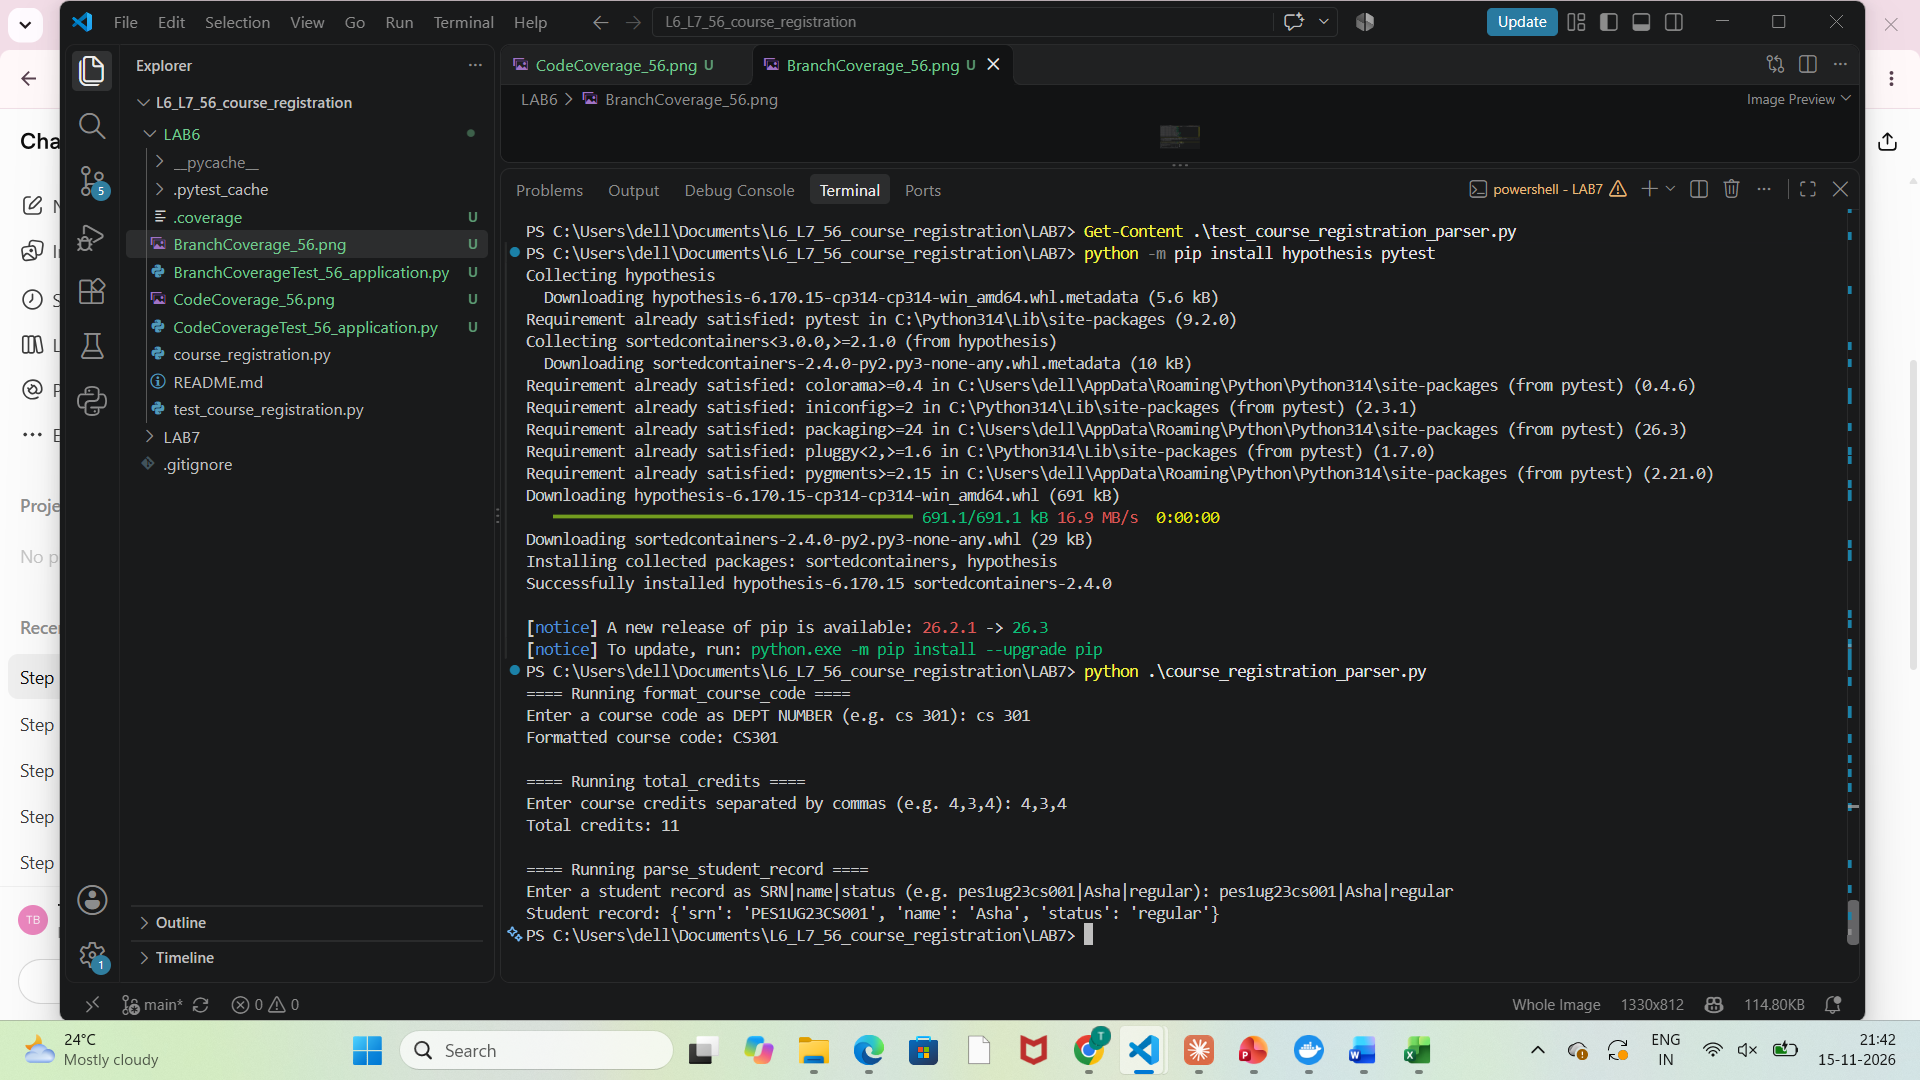 File Edit Selection View Go Run Terminal Help
L6_L7_56_course_registration
Update
Explorer
L6_L7_56_course_registration
LAB6
__pycache__
.pytest_cache
.coverage U
BranchCoverage_56.png U
BranchCoverageTest_56_application.py U
CodeCoverage_56.png U
CodeCoverageTest_56_application.py U
course_registration.py
README.md
test_course_registration.py
LAB7
.gitignore
Outline
Timeline
5
1
CodeCoverage_56.png U
BranchCoverage_56.png U
LAB6 > BranchCoverage_56.png
Image Preview
Problems Output Debug Console Terminal Ports
powershell - LAB7
PS C:\Users\dell\Documents\L6_L7_56_course_registration\LAB7> Get-Content .\test_course_registration_parser.py
PS C:\Users\dell\Documents\L6_L7_56_course_registration\LAB7> python -m pip install hypothesis pytest
Collecting hypothesis
  Downloading hypothesis-6.170.15-cp314-cp314-win_amd64.whl.metadata (5.6 kB)
Requirement already satisfied: pytest in C:\Python314\Lib\site-packages (9.2.0)
Collecting sortedcontainers<3.0.0,>=2.1.0 (from hypothesis)
  Downloading sortedcontainers-2.4.0-py2.py3-none-any.whl.metadata (10 kB)
Requirement already satisfied: colorama>=0.4 in C:\Users\dell\AppData\Roaming\Python\Python314\site-packages (from pytest) (0.4.6)
Requirement already satisfied: iniconfig>=2 in C:\Python314\Lib\site-packages (from pytest) (2.3.1)
Requirement already satisfied: packaging>=24 in C:\Users\dell\AppData\Roaming\Python\Python314\site-packages (from pytest) (26.3)
Requirement already satisfied: pluggy<2,>=1.6 in C:\Python314\Lib\site-packages (from pytest) (1.7.0)
Requirement already satisfied: pygments>=2.15 in C:\Users\dell\AppData\Roaming\Python\Python314\site-packages (from pytest) (2.21.0)
Downloading hypothesis-6.170.15-cp314-cp314-win_amd64.whl (691 kB)
691.1/691.1 kB 16.9 MB/s 0:00:00
Downloading sortedcontainers-2.4.0-py2.py3-none-any.whl (29 kB)
Installing collected packages: sortedcontainers, hypothesis
Successfully installed hypothesis-6.170.15 sortedcontainers-2.4.0
[notice] A new release of pip is available: 26.2.1 -> 26.3
[notice] To update, run: python.exe -m pip install --upgrade pip
PS C:\Users\dell\Documents\L6_L7_56_course_registration\LAB7> python .\course_registration_parser.py
==== Running format_course_code ====
Enter a course code as DEPT NUMBER (e.g. cs 301): cs 301
Formatted course code: CS301
==== Running total_credits ====
Enter course credits separated by commas (e.g. 4,3,4): 4,3,4
Total credits: 11
==== Running parse_student_record ====
Enter a student record as SRN|name|status (e.g. pes1ug23cs001|Asha|regular): pes1ug23cs001|Asha|regular
Student record: {'srn': 'PES1UG23CS001', 'name': 'Asha', 'status': 'regular'}
PS C:\Users\dell\Documents\L6_L7_56_course_registration\LAB7>
main* 0 0
Whole Image 1330x812 114.80KB
Cha
Proje
No p
Recer
Step
Step
Step
Step
Step
TB
24°C
Mostly cloudy
Search
T
ENG
IN
21:42
15-11-2026